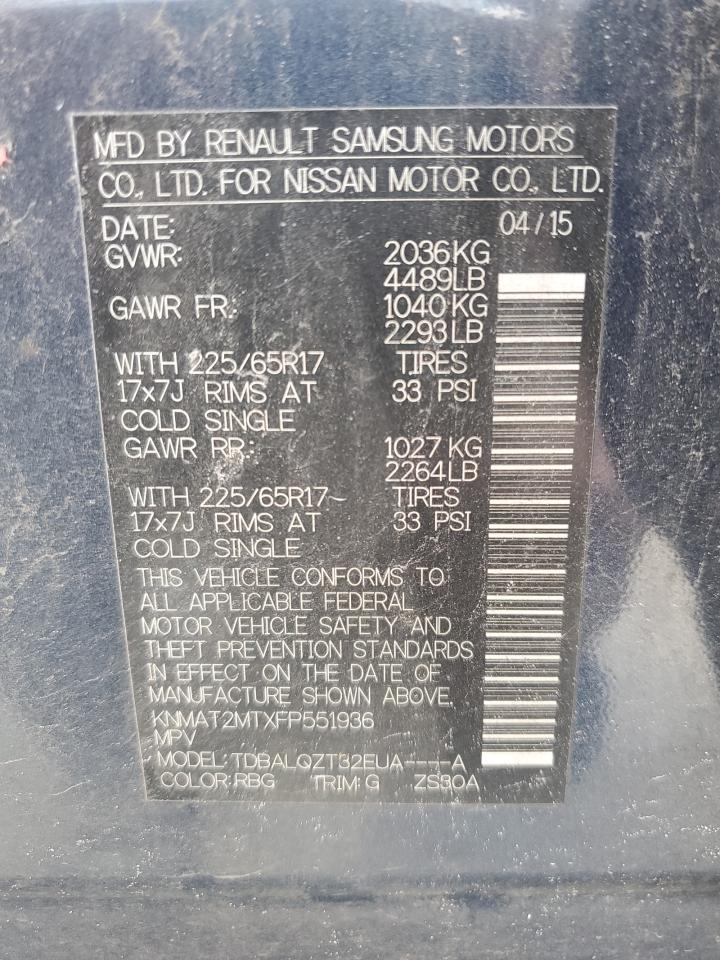 MFD BY RENAULT SAMSUNG MOTORS
CO., LTD. FOR NISSAN MOTOR CO., LTD.
DATE: 04/15
GVWR: 2036KG
4489LB
GAWR FR.: 1040KG
2293LB
WITH 225/65R17 TIRES
17x7J RIMS AT 33 PSI
COLD SINGLE
GAWR RR.: 1027KG
2264LB
WITH 225/65R17 TIRES
17x7J RIMS AT 33 PSI
COLD SINGLE
THIS VEHICLE CONFORMS TO
ALL APPLICABLE FEDERAL
MOTOR VEHICLE SAFETY AND
THEFT PREVENTION STANDARDS
IN EFFECT ON THE DATE OF
MANUFACTURE SHOWN ABOVE.
KNMAT2MTXFP551936
MPV
MODEL: TDBALQZT32EUA----A
COLOR:RBG TRIM: G ZS30A